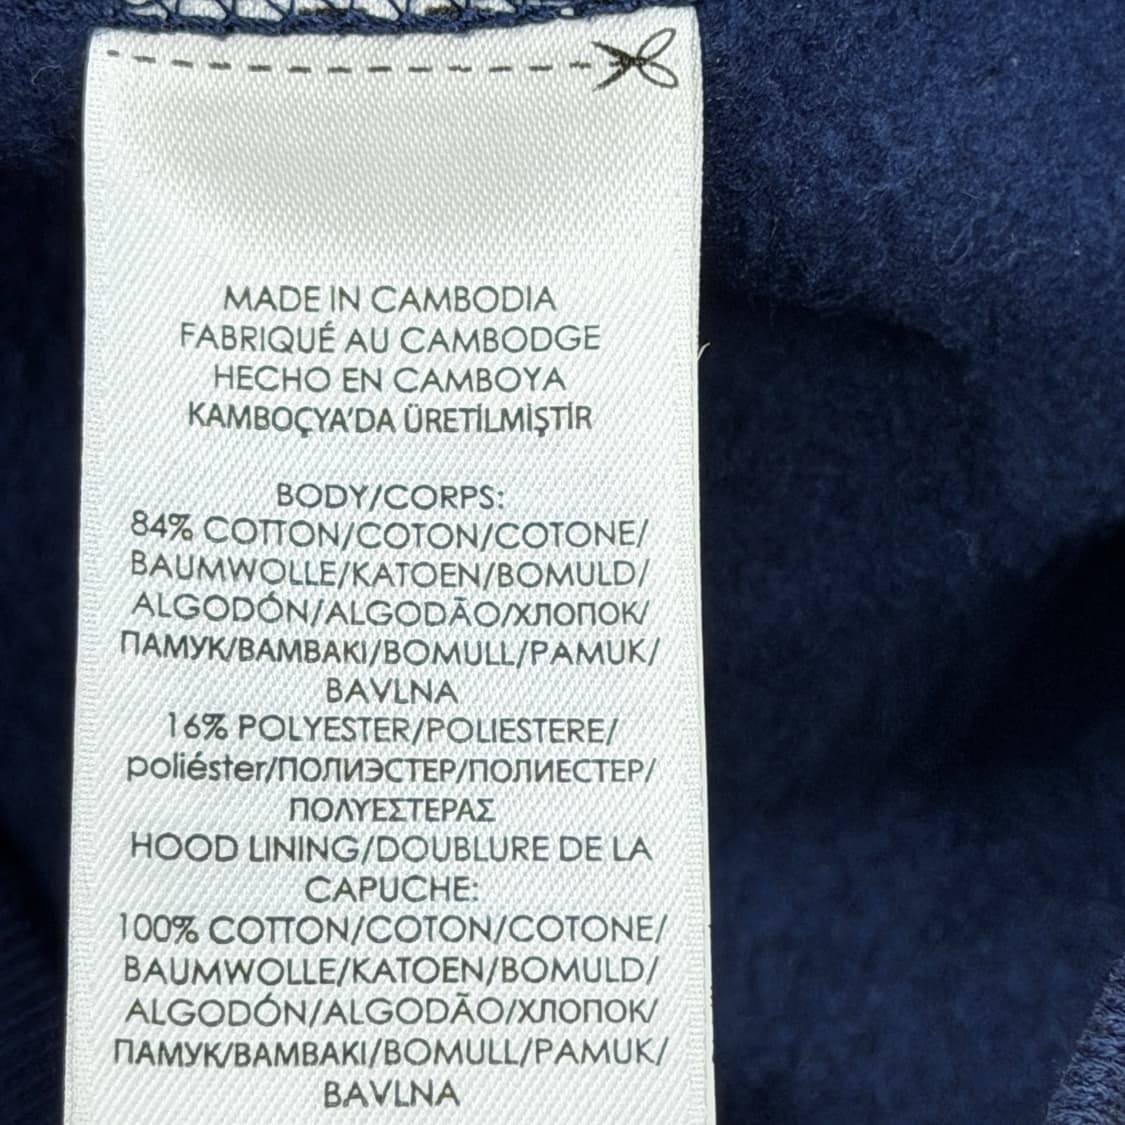 MADE IN CAMBODIA
FABRIQUÉ AU CAMBODGE
HECHO EN CAMBOYA
KAMBOÇYA'DA ÜRETİLMİŞTİR
BODY/CORPS:
84% COTTON/COTON/COTONE/
BAUMWOLLE/KATOEN/BOMULD/
ALGODÓN/ALGODÃO/ХЛОПОК/
ПАМУК/BAMBAKI/BOMULL/PAMUK/
BAVLNA
16% POLYESTER/POLIESTERE/
poliéster/ПОЛИЭСТЕР/ПОЛИЕСТЕР/
ΠΟΛΥΕΣΤΕΡΑΣ
HOOD LINING/DOUBLURE DE LA
CAPUCHE:
100% COTTON/COTON/COTONE/
BAUMWOLLE/KATOEN/BOMULD/
ALGODÓN/ALGODÃO/ХЛОПОК/
ПАМУК/BAMBAKI/BOMULL/PAMUK/
BAVLNA